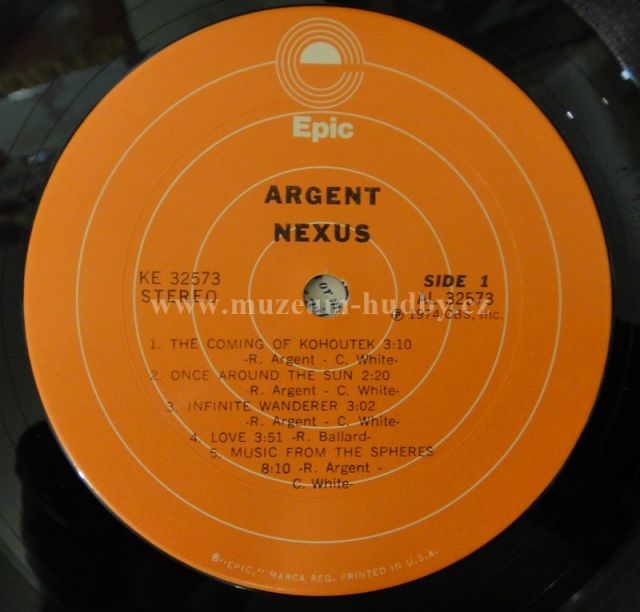 Epic
ARGENT
NEXUS
KE 32573
STEREO
SIDE 1
AL 32573
℗ 1974 CBS, Inc.
www.muzeum-hudby.cz
1. THE COMING OF KOHOUTEK 3:10
-R. Argent - C. White-
2. ONCE AROUND THE SUN 2:20
-R. Argent - C. White-
3. INFINITE WANDERER 3:02
-R. Argent - C. White-
4. LOVE 3:51 -R. Ballard-
5. MUSIC FROM THE SPHERES
8:10 -R. Argent -
C. White-
"EPIC," MARCA REG. PRINTED IN U.S.A.